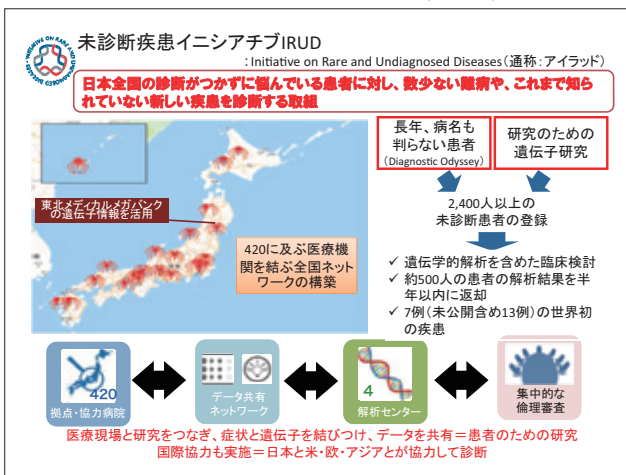 INITIATIVE ON RARE AND UNDIAGNOSED DISEASES
未診断疾患イニシアチブIRUD
:Initiative on Rare and Undiagnosed Diseases(通称:アイラッド)
日本全国の診断がつかずに悩んでいる患者に対し、数少ない難病や、これまで知ら
れていない新しい疾患を診断する取組
東北メディカルメガバンク
の遺伝子情報を活用
420に及ぶ医療機
関を結ぶ全国ネット
ワークの構築
長年、病名も
判らない患者
(Diagnostic Odyssey)
研究のための
遺伝子研究
2,400人以上の
未診断患者の登録
✓ 遺伝学的解析を含めた臨床検討
✓ 約500人の患者の解析結果を半
年以内に返却
✓ 7例(未公開含め13例)の世界初
の疾患
420
拠点・協力病院
データ共有
ネットワーク
4
解析センター
集中的な
倫理審査
医療現場と研究をつなぎ、症状と遺伝子を結びつけ、データを共有=患者のための研究
国際協力も実施=日本と米・欧・アジアとが協力して診断